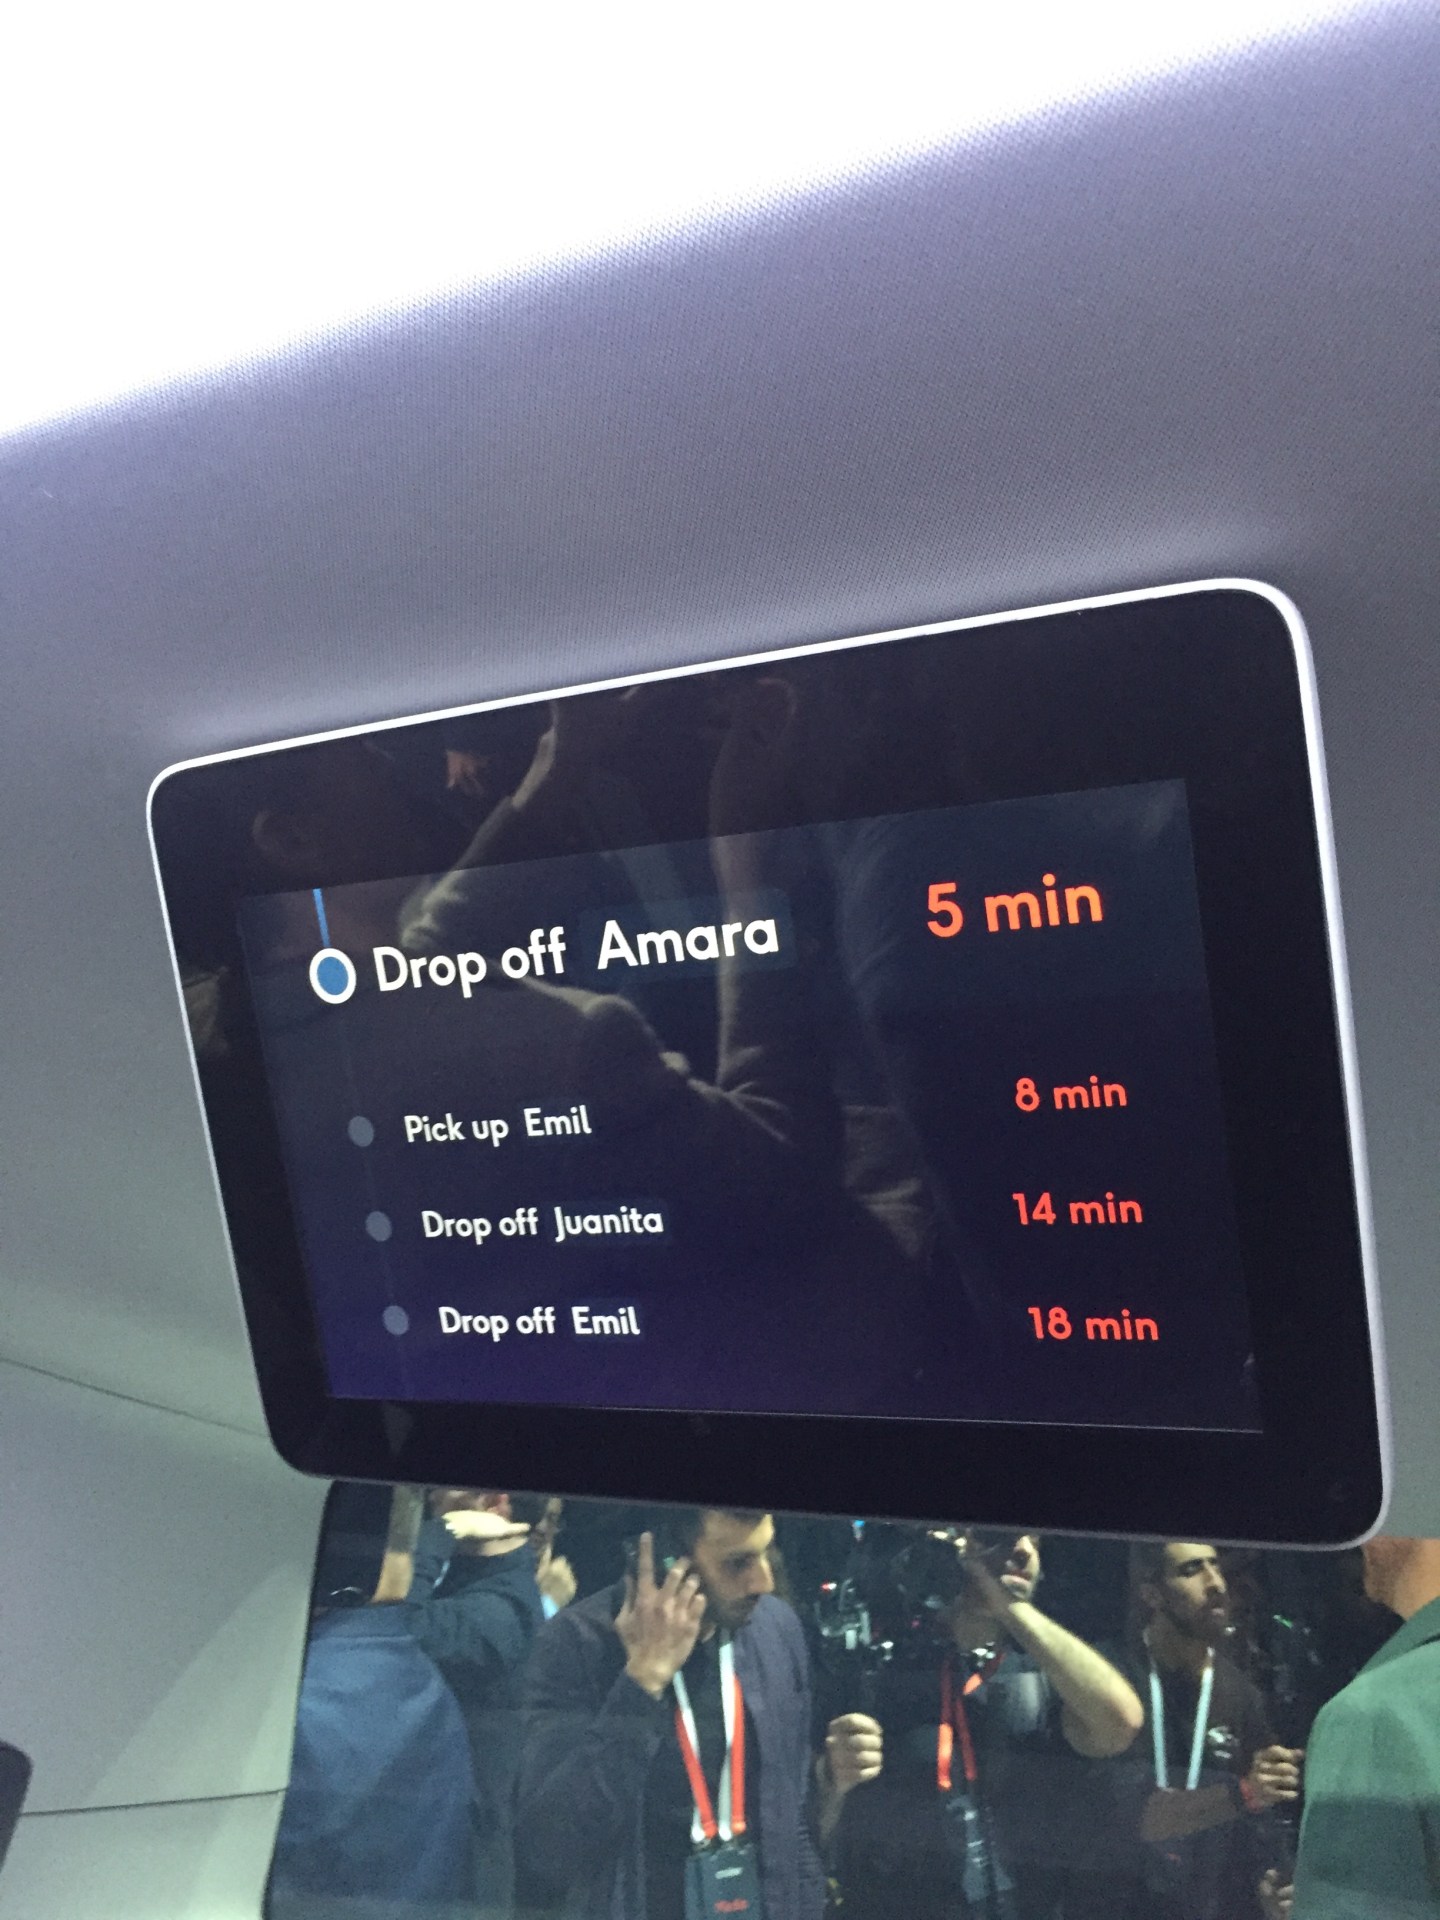 Drop off Amara 5 min
Pick up Emil 8 min
Drop off Juanita 14 min
Drop off Emil 18 min
Media